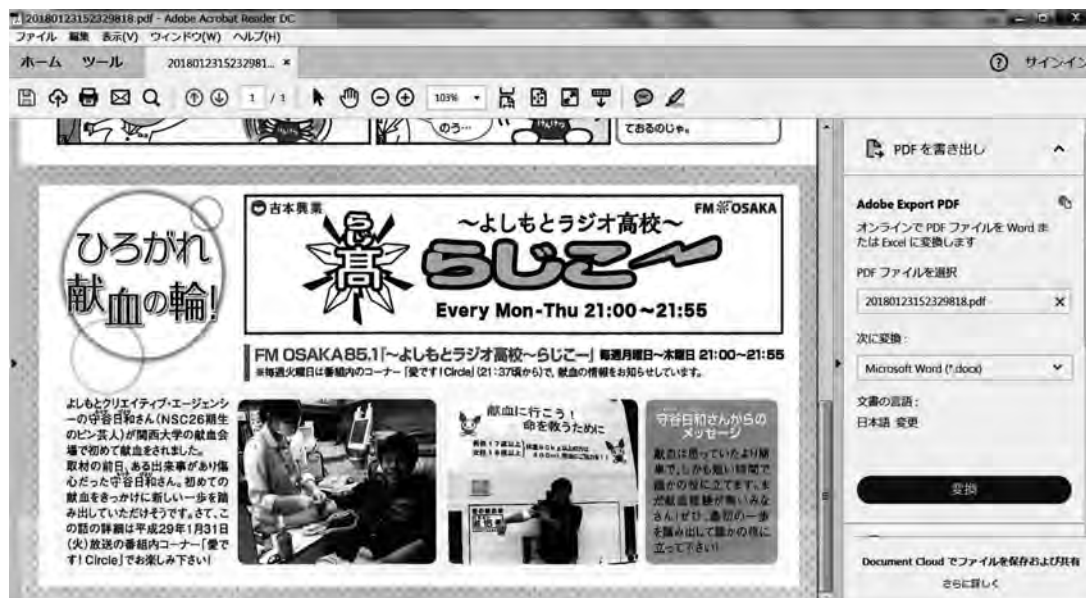 20180123152329818.pdf - Adobe Acrobat Reader DC
ファイル 編集 表示(V) ウィンドウ(W) ヘルプ(H)
ホーム ツール 2018012315232981... ×
サインイン
1 / 1
103%
のう…
ておるのじゃ。
ひろがれ
献血の輪!
吉本興業
FM OSAKA
らじ高
～よしもとラジオ高校～
らじこー
Every Mon-Thu 21:00～21:55
FM OSAKA85.1「～よしもとラジオ高校～らじこー」 毎週月曜日～木曜日 21:00～21:55
※毎週火曜日は番組内のコーナー「愛です!Circle」(21:37頃から)で、献血の情報をお知らせしています。
よしもとクリエイティブ・エージェンシ
ーの守谷日和さん(NSC26期生
のピン芸人)が関西大学の献血会
場で初めて献血をされました。
取材の前日、ある出来事があり傷
心だった守谷日和さん。初めての
献血をきっかけに新しい一歩を踏
み出していただけそうです。さて、こ
の話の詳細は平成29年1月31日
(火)放送の番組内コーナー「愛で
す! Circle」でお楽しみ下さい!
献血に行こう!
命を救うために
守谷日和さんからの
メッセージ
献血は思っていたより簡
単で、しかも短い時間で
誰かの役に立てます。ま
だ献血経験が無いみな
さん!ぜひ、最初の一歩
を踏み出して誰かの役に
立って下さい!
PDF を書き出し
Adobe Export PDF
オンラインで PDF ファイルを Word ま
たは Excel に変換します
PDF ファイルを選択
20180123152329818.pdf ×
次に変換 :
Microsoft Word (*.docx)
文書の言語 :
日本語 変更
変換
Document Cloud でファイルを保存および共有
さらに詳しく